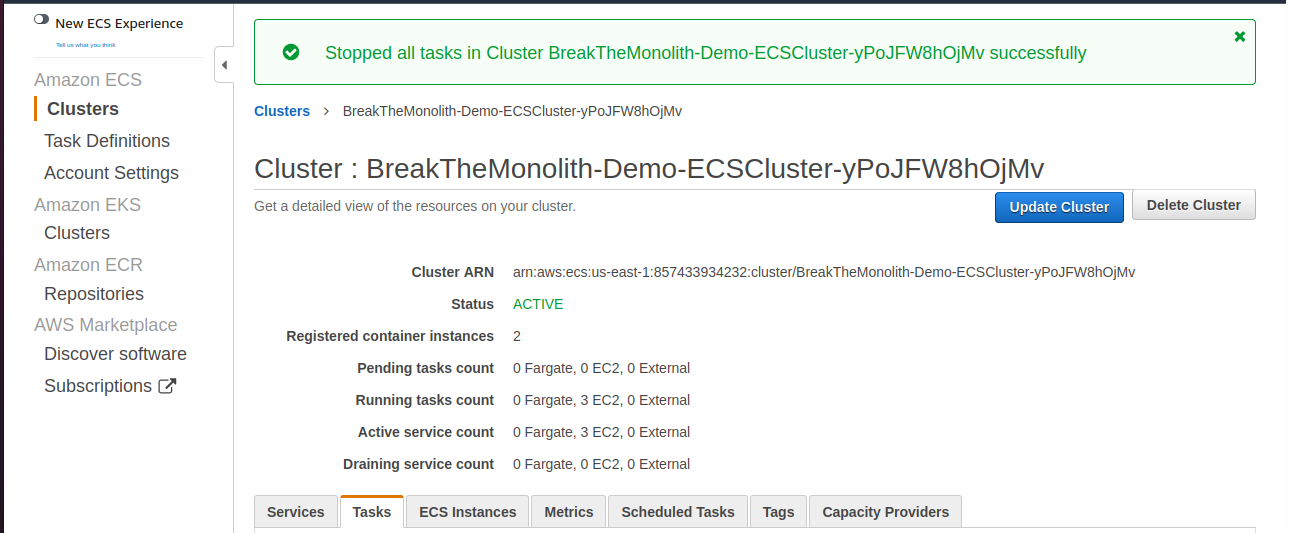 New ECS Experience
Tell us what you think
Amazon ECS
Clusters
Task Definitions
Account Settings
Amazon EKS
Clusters
Amazon ECR
Repositories
AWS Marketplace
Discover software
Subscriptions
Stopped all tasks in Cluster BreakTheMonolith-Demo-ECSCluster-yPoJFW8hOjMv successfully
Clusters > BreakTheMonolith-Demo-ECSCluster-yPoJFW8hOjMv
Cluster : BreakTheMonolith-Demo-ECSCluster-yPoJFW8hOjMv
Get a detailed view of the resources on your cluster.
Update Cluster Delete Cluster
Cluster ARN arn:aws:ecs:us-east-1:857433934232:cluster/BreakTheMonolith-Demo-ECSCluster-yPoJFW8hOjMv
Status ACTIVE
Registered container instances 2
Pending tasks count 0 Fargate, 0 EC2, 0 External
Running tasks count 0 Fargate, 3 EC2, 0 External
Active service count 0 Fargate, 3 EC2, 0 External
Draining service count 0 Fargate, 0 EC2, 0 External
Services Tasks ECS Instances Metrics Scheduled Tasks Tags Capacity Providers